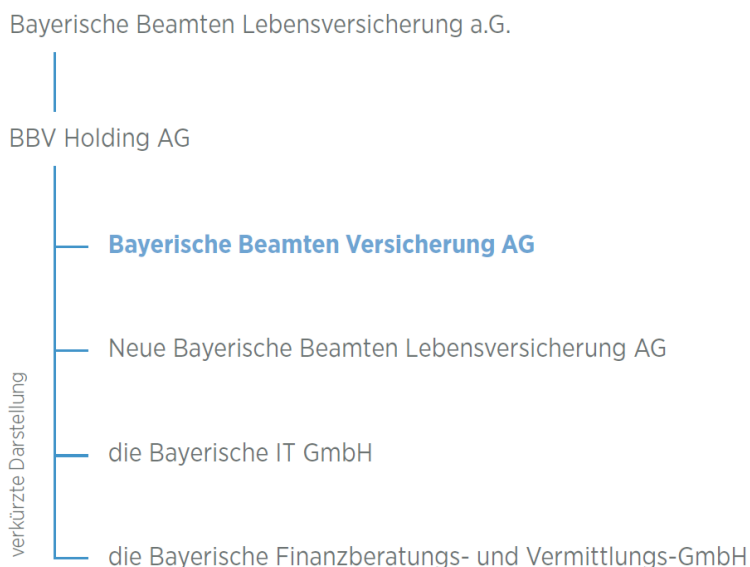 Bayerische Beamten Lebensversicherung a.G.
BBV Holding AG
Bayerische Beamten Versicherung AG
Neue Bayerische Beamten Lebensversicherung AG
die Bayerische IT GmbH
die Bayerische Finanzberatungs- und Vermittlungs-GmbH
verkürzte Darstellung